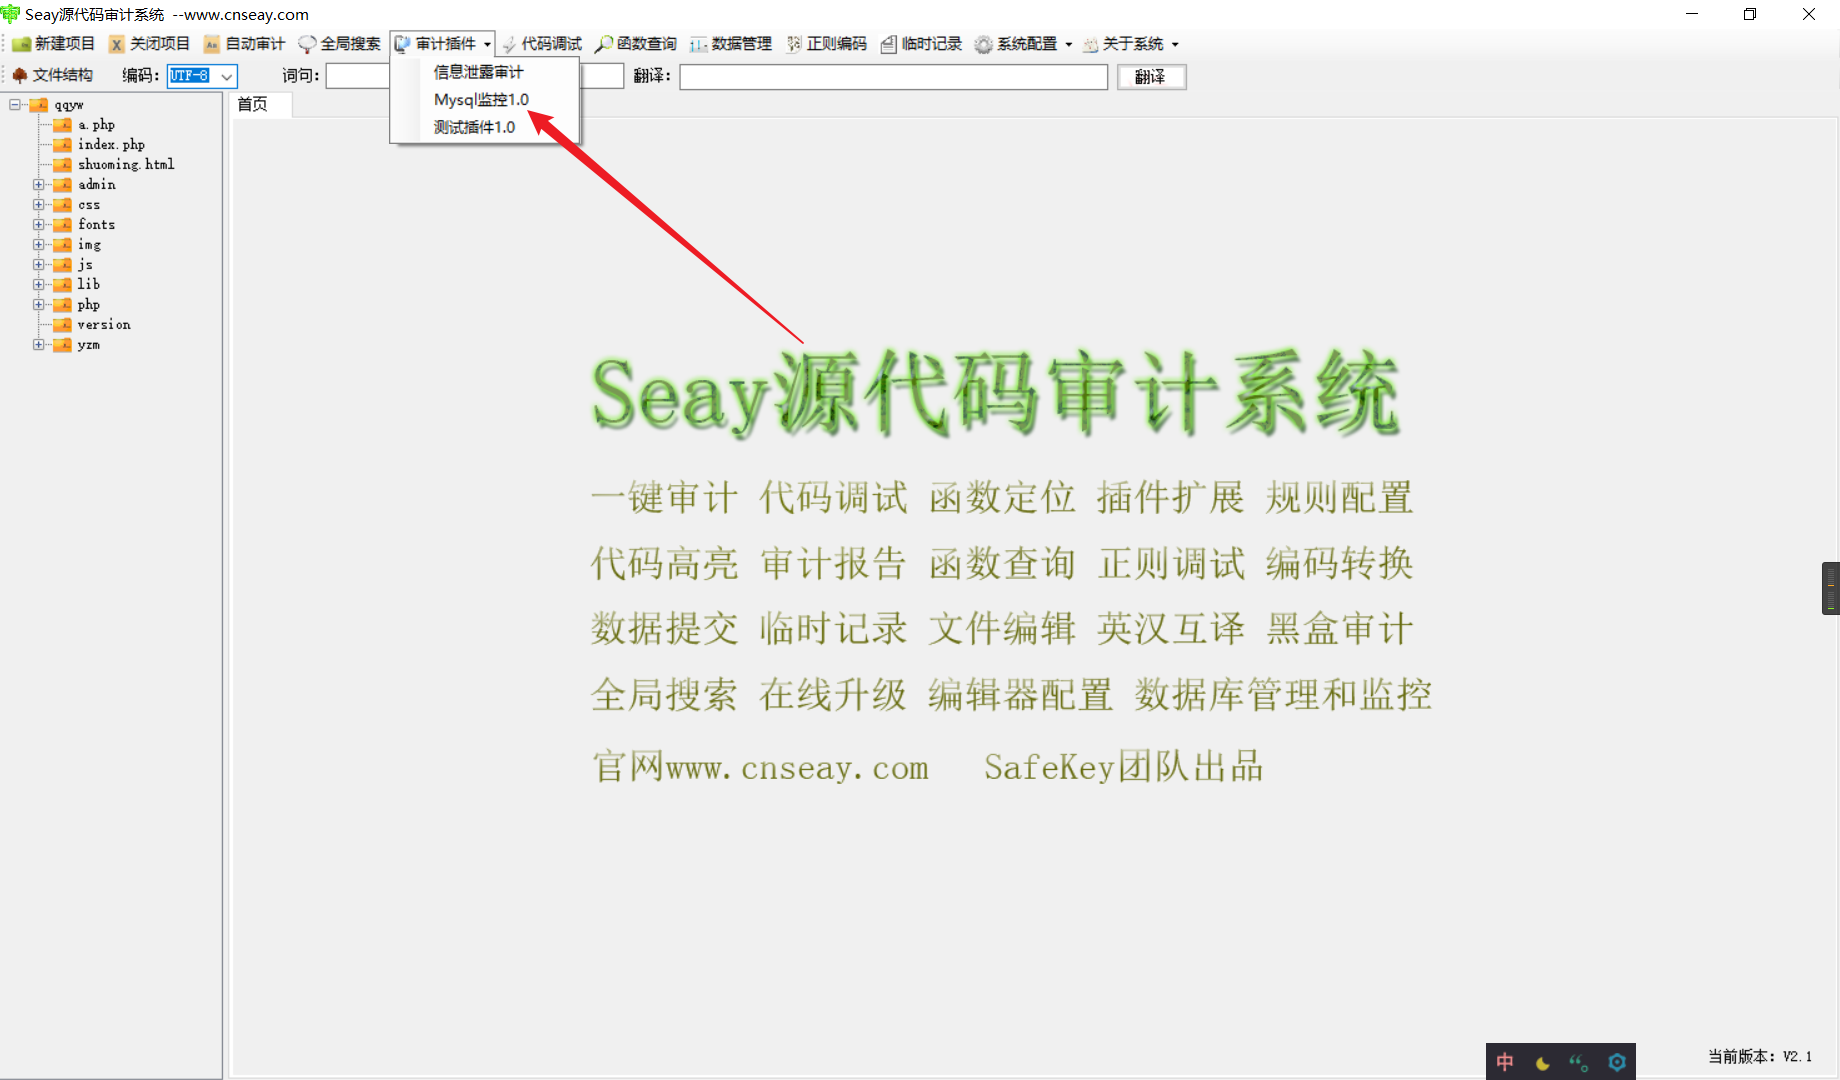 Seay源代码审计系统 --www.cnseay.com
新建项目 关闭项目 自动审计 全局搜索 审计插件 代码调试 函数查询 数据管理 正则编码 临时记录 系统配置 关于系统
文件结构 编码: UTF-8 词句: 翻译: 翻译
信息泄露审计
Mysql监控1.0
测试插件1.0
首页
qqyw
a.php
index.php
shuoming.html
admin
css
fonts
img
js
lib
php
version
yzm
Seay源代码审计系统
一键审计 代码调试 函数定位 插件扩展 规则配置
代码高亮 审计报告 函数查询 正则调试 编码转换
数据提交 临时记录 文件编辑 英汉互译 黑盒审计
全局搜索 在线升级 编辑器配置 数据库管理和监控
官网www.cnseay.com SafeKey团队出品
中
当前版本: V2.1